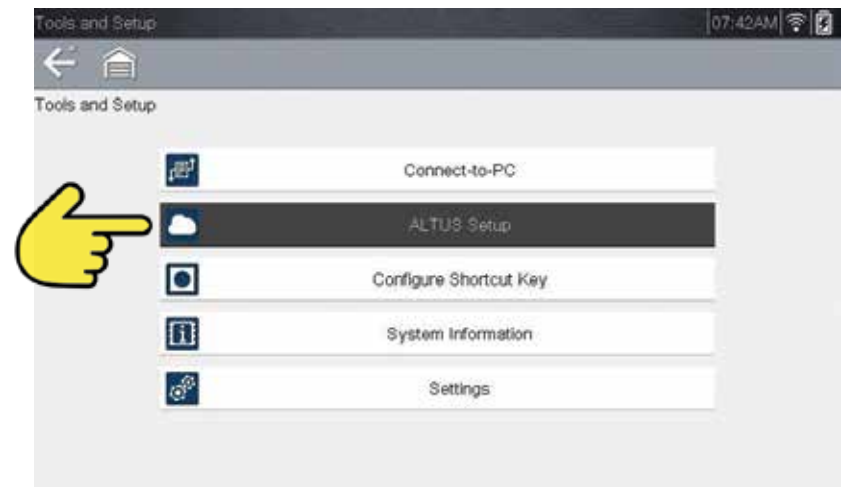 Tools and Setup
07:42AM
Tools and Setup
Connect-to-PC
ALTUS Setup
Configure Shortcut Key
System Information
Settings